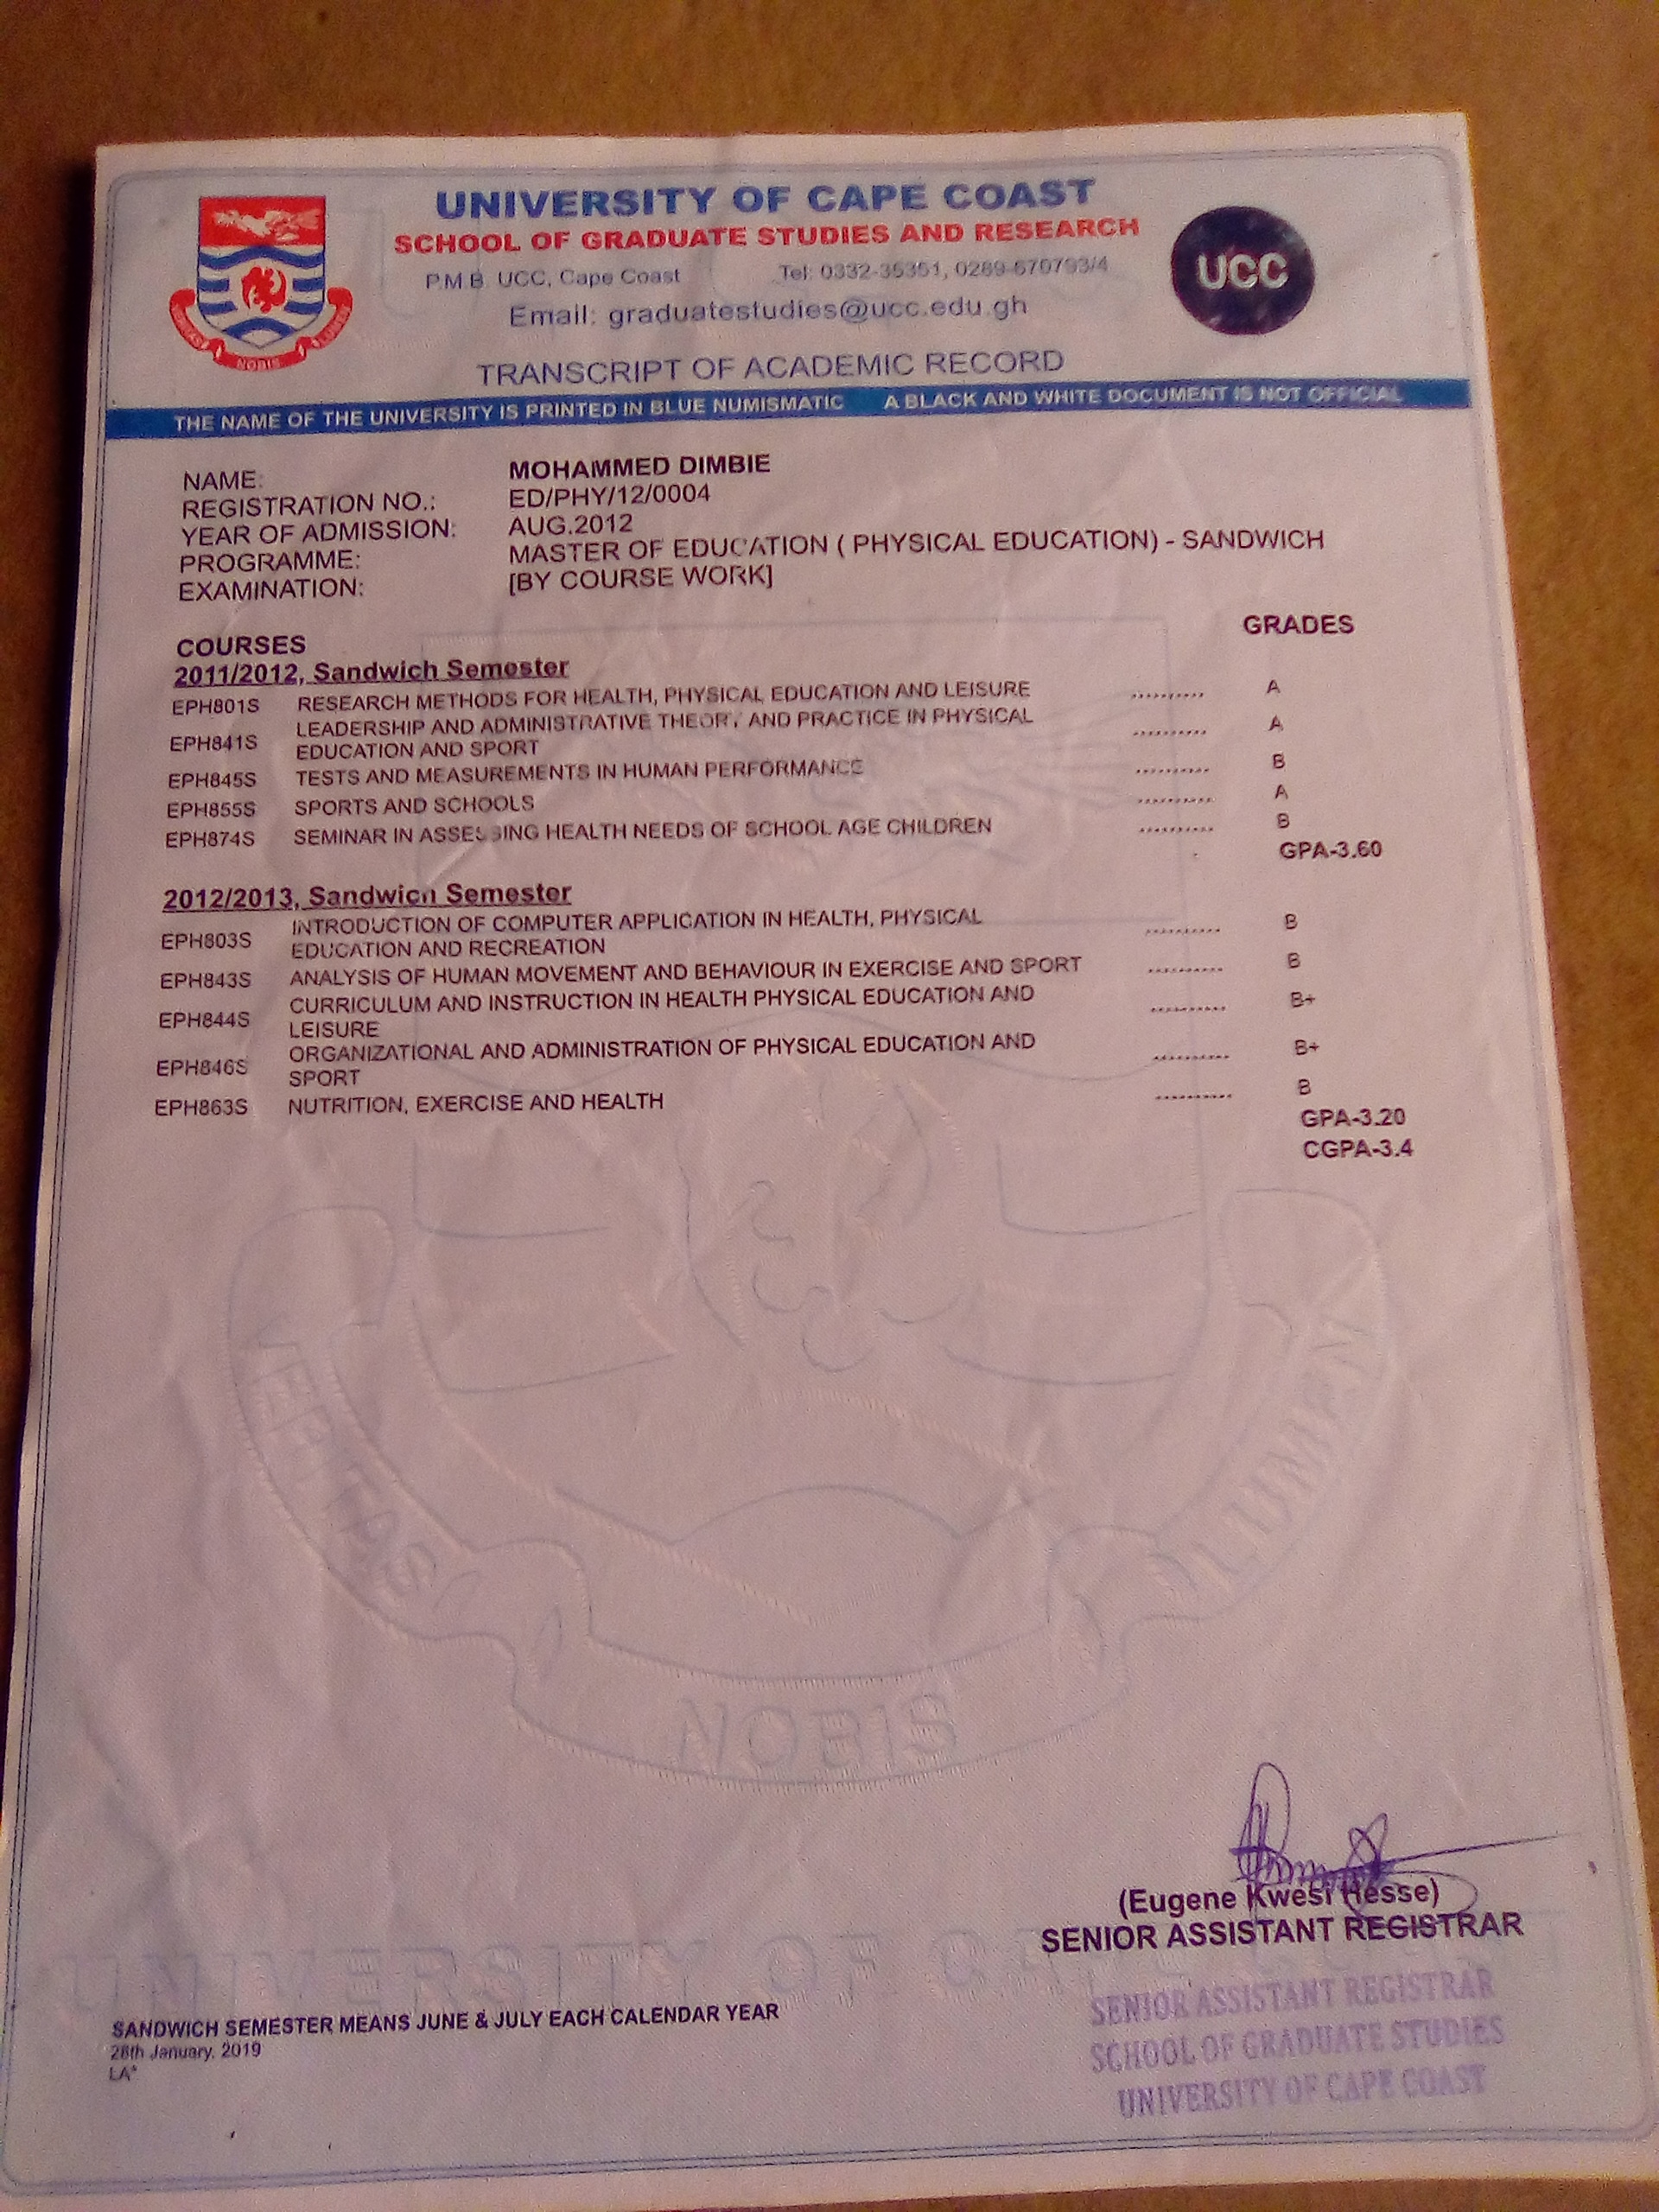 UNIVERSITY OF CAPE COAST
SCHOOL OF GRADUATE STUDIES AND RESEARCH
P.M.B. UCC, Cape Coast Tel: 0332-35351, 0289-670793/4
UCC
Email: graduatestudies@ucc.edu.gh
NOBIS
TRANSCRIPT OF ACADEMIC RECORD
THE NAME OF THE UNIVERSITY IS PRINTED IN BLUE NUMISMATIC A BLACK AND WHITE DOCUMENT IS NOT OFFICIAL
NAME: MOHAMMED DIMBIE
REGISTRATION NO.: ED/PHY/12/0004
YEAR OF ADMISSION: AUG.2012
PROGRAMME: MASTER OF EDUCATION ( PHYSICAL EDUCATION) - SANDWICH
EXAMINATION: [BY COURSE WORK]
COURSES GRADES
2011/2012, Sandwich Semester
EPH801S RESEARCH METHODS FOR HEALTH, PHYSICAL EDUCATION AND LEISURE .......... A
EPH841S LEADERSHIP AND ADMINISTRATIVE THEORY AND PRACTICE IN PHYSICAL
EDUCATION AND SPORT .......... A
EPH845S TESTS AND MEASUREMENTS IN HUMAN PERFORMANCE .......... B
EPH855S SPORTS AND SCHOOLS .......... A
EPH874S SEMINAR IN ASSESSING HEALTH NEEDS OF SCHOOL AGE CHILDREN .......... B
GPA-3.60
2012/2013, Sandwich Semester
EPH803S INTRODUCTION OF COMPUTER APPLICATION IN HEALTH, PHYSICAL
EDUCATION AND RECREATION .......... B
EPH843S ANALYSIS OF HUMAN MOVEMENT AND BEHAVIOUR IN EXERCISE AND SPORT .......... B
EPH844S CURRICULUM AND INSTRUCTION IN HEALTH PHYSICAL EDUCATION AND
LEISURE .......... B+
EPH846S ORGANIZATIONAL AND ADMINISTRATION OF PHYSICAL EDUCATION AND
SPORT .......... B+
EPH863S NUTRITION, EXERCISE AND HEALTH .......... B
GPA-3.20
CGPA-3.4
(Eugene Kwesi Hesse)
SENIOR ASSISTANT REGISTRAR
SENIOR ASSISTANT REGISTRAR
SCHOOL OF GRADUATE STUDIES
UNIVERSITY OF CAPE COAST
SANDWICH SEMESTER MEANS JUNE & JULY EACH CALENDAR YEAR
28th January, 2019
LA*